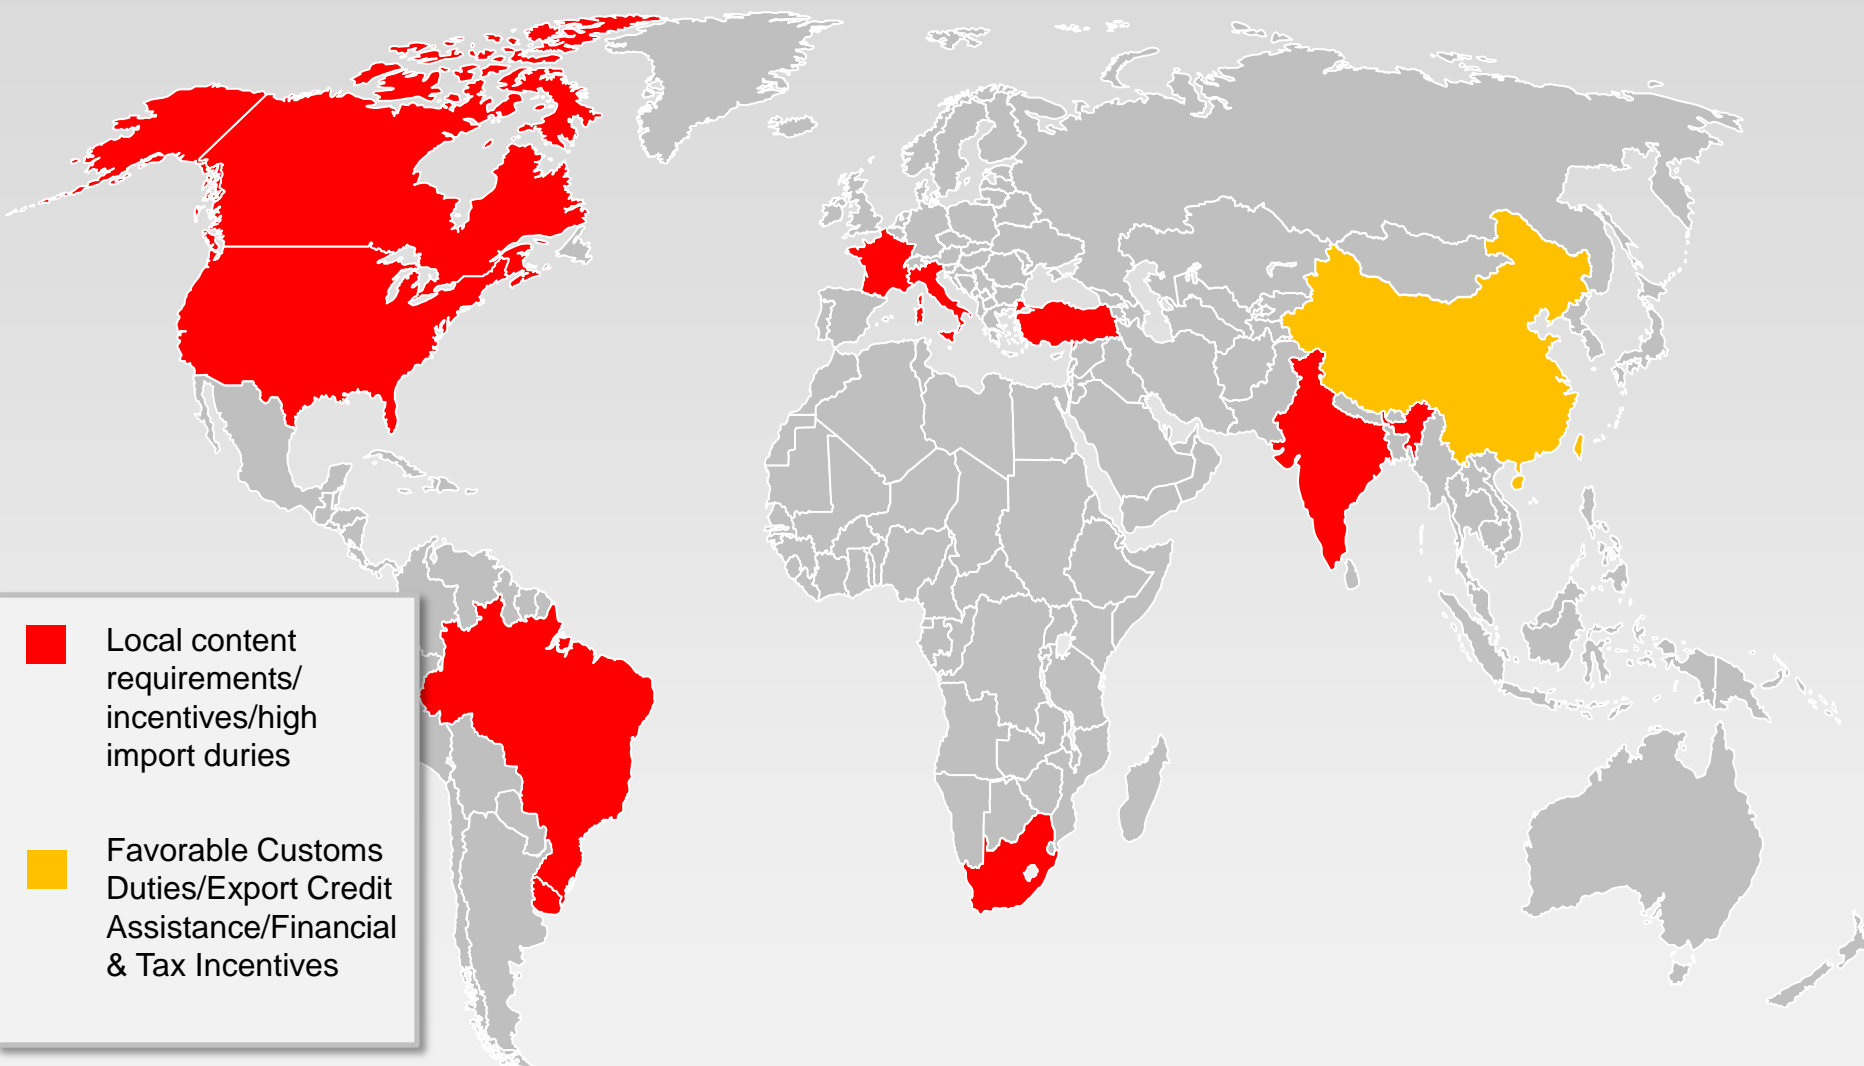 Local content
requirements/
incentives/high
import duries
Favorable Customs
Duties/Export Credit
Assistance/Financial
& Tax Incentives